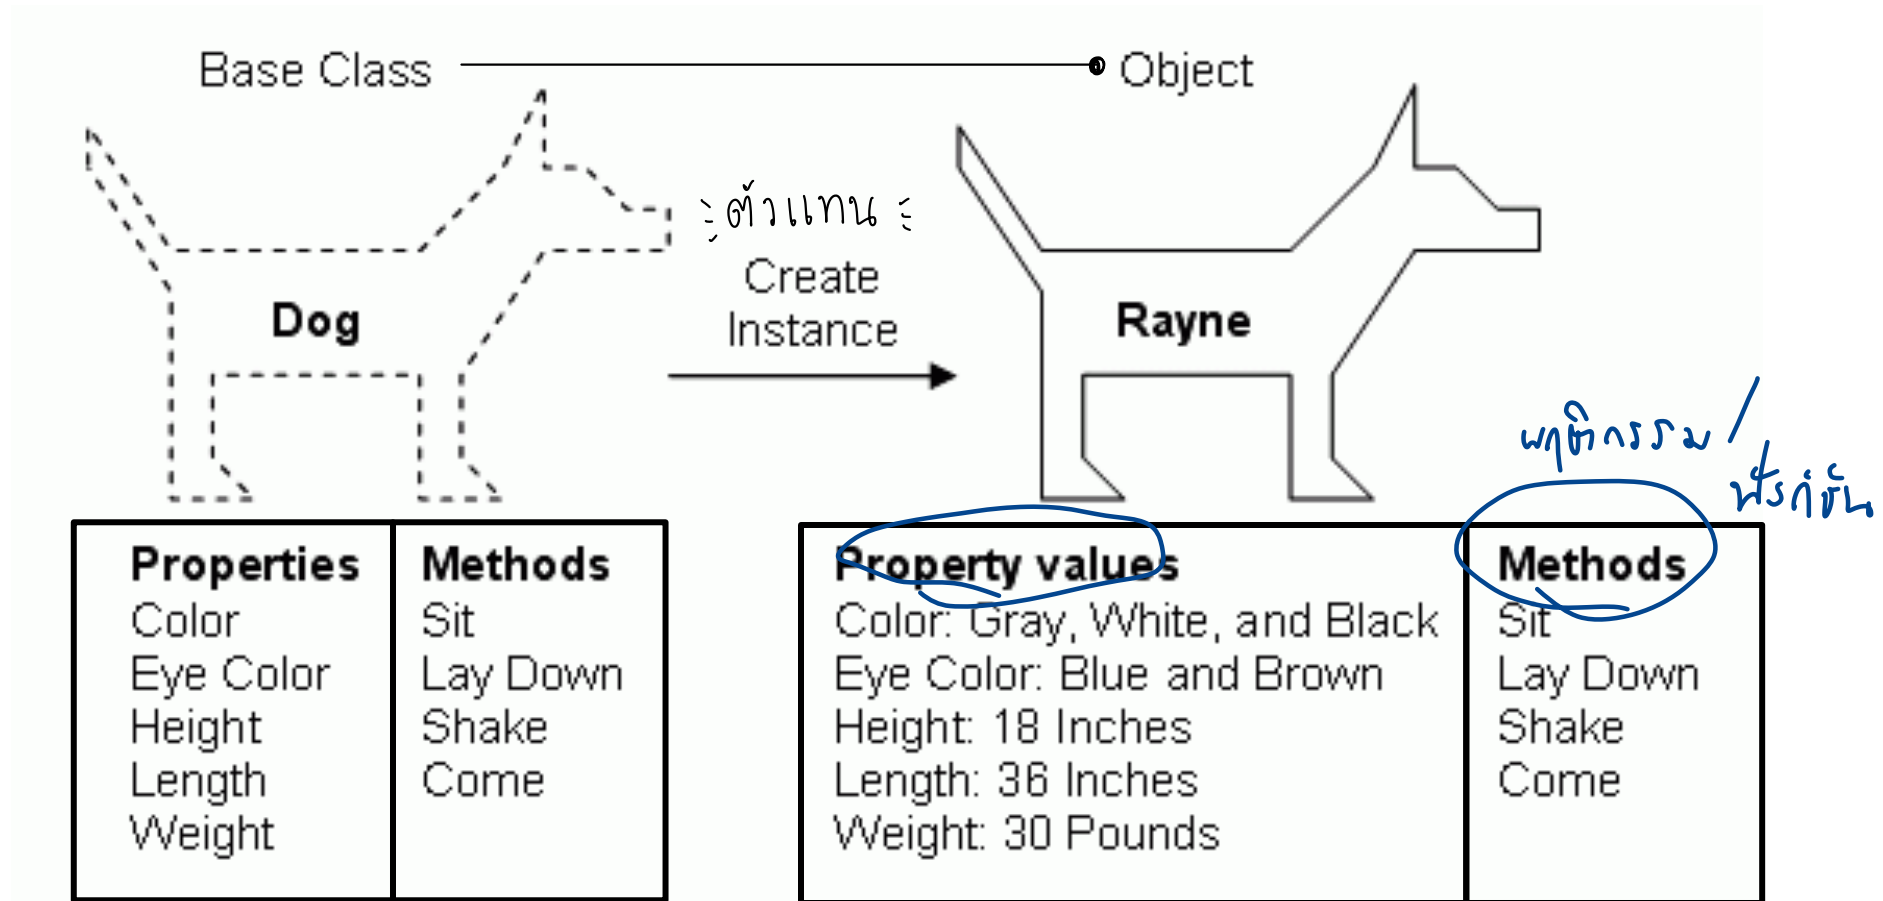 Base Class
Object
ตัวแทน
Create
Instance
Dog
Rayne
พฤติกรรม /
ฟังก์ชัน
Properties
Methods
Color
Sit
Eye Color
Lay Down
Height
Shake
Length
Come
Weight
Property values
Methods
Color: Gray, White, and Black
Sit
Eye Color: Blue and Brown
Lay Down
Height: 18 Inches
Shake
Length: 36 Inches
Come
Weight: 30 Pounds